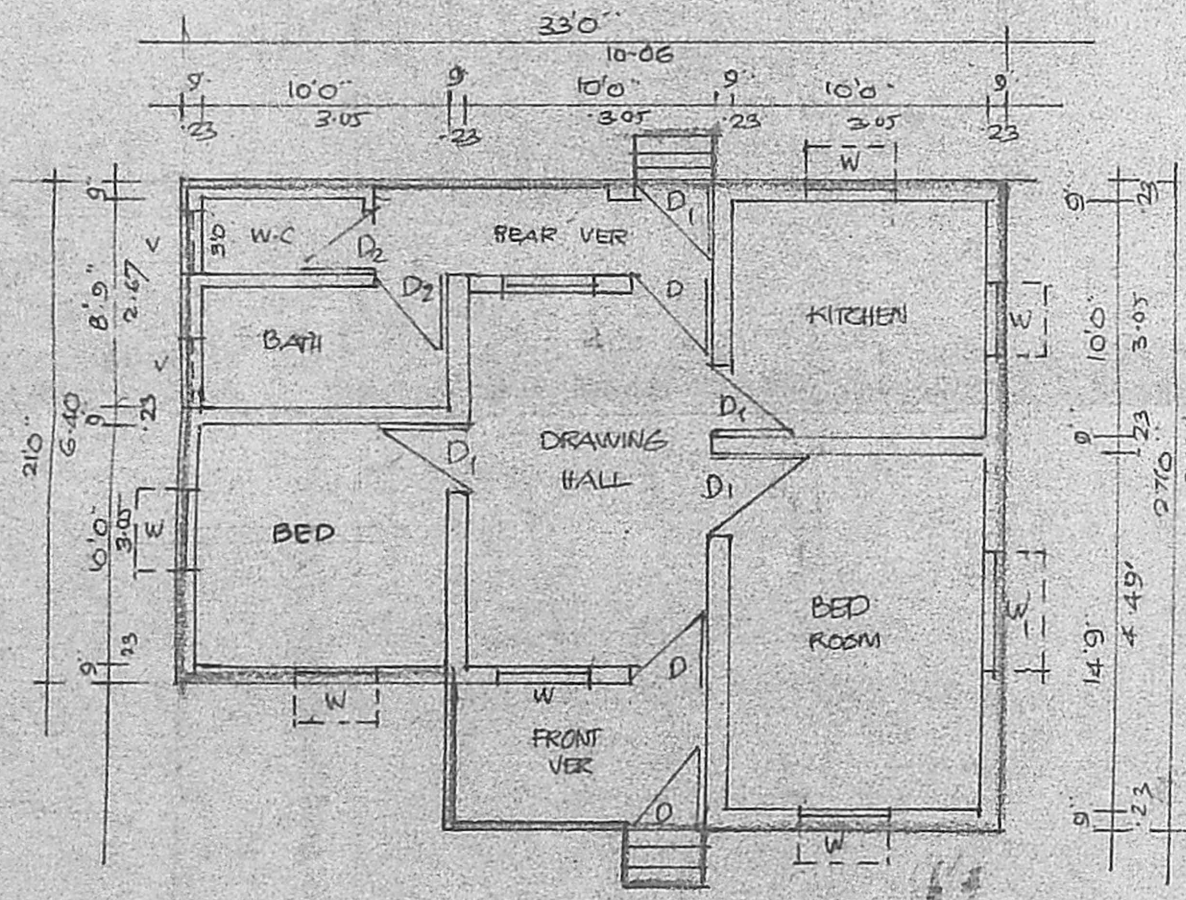 33'0"
10-06
9" 10'0" 9" 10'0" 9" 10'0" 9"
.23 3.05 .23 3.05 .23 3.05 .23
W
9"
9"
.23
D1
W.C
3'0
D2
REAR VER
D2
D
KITCHEN
W
BATH
8'9"
2.67
<
<
10'0"
3.05
9"
.23
D1
9"
.23
DRAWING
HALL
D1
D1
21'0"
6.40
BED
W
10'0"
3.05
BED
ROOM
W
14'9"
4.49
27'0"
9"
.23
W
W
D
FRONT
VER
D
W
9"
.23